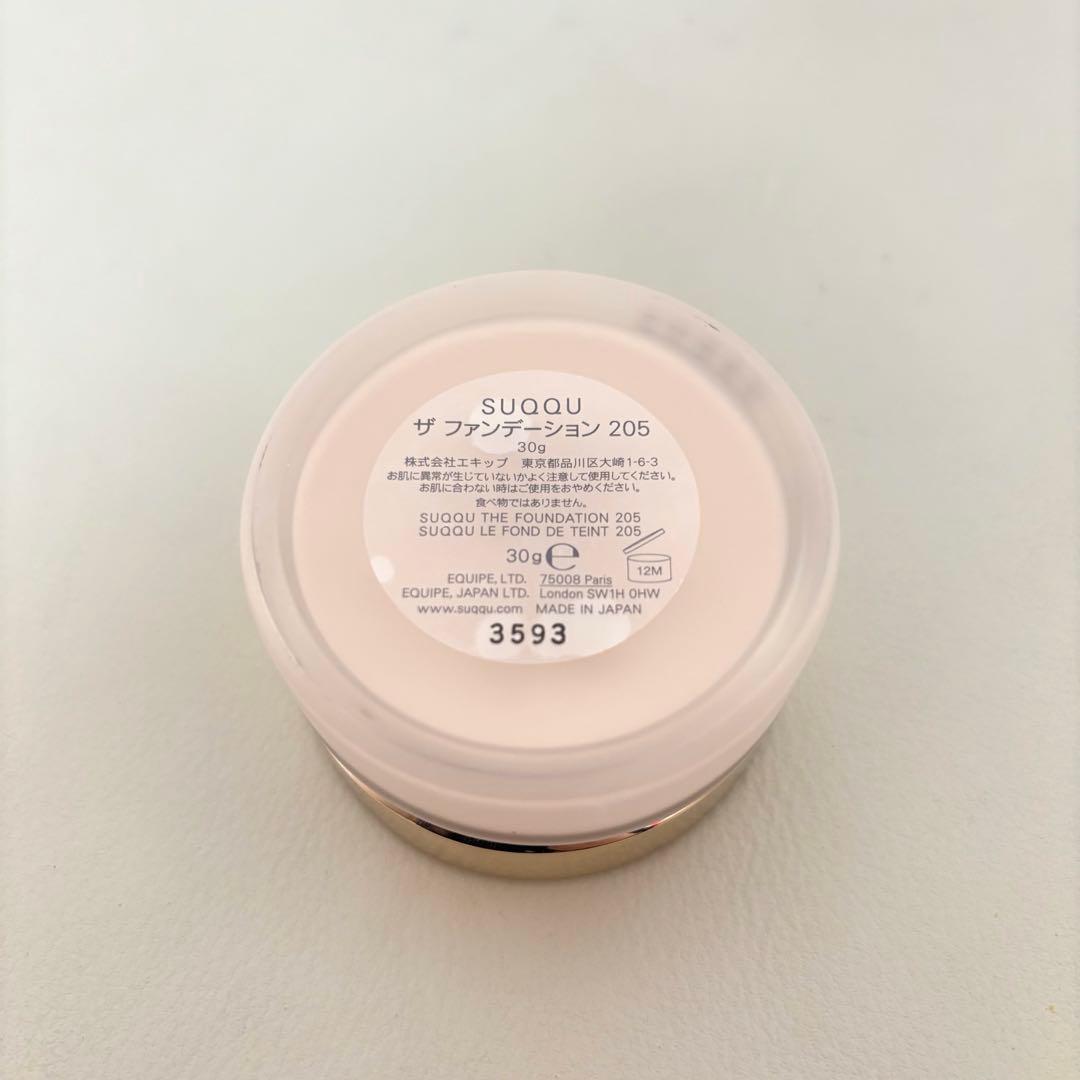 SUQQU
ザ ファンデーション 205
30g
株式会社エキップ 東京都品川区大崎1-6-3
お肌に異常が生じていないかよく注意して使用してください。
お肌に合わない時はご使用をおやめください。
食べ物ではありません。
SUQQU THE FOUNDATION 205
SUQQU LE FOND DE TEINT 205
30g℮ 12M
EQUIPE, LTD. 75008 Paris
EQUIPE, JAPAN LTD. London SW1H 0HW
www.suqqu.com MADE IN JAPAN
3593